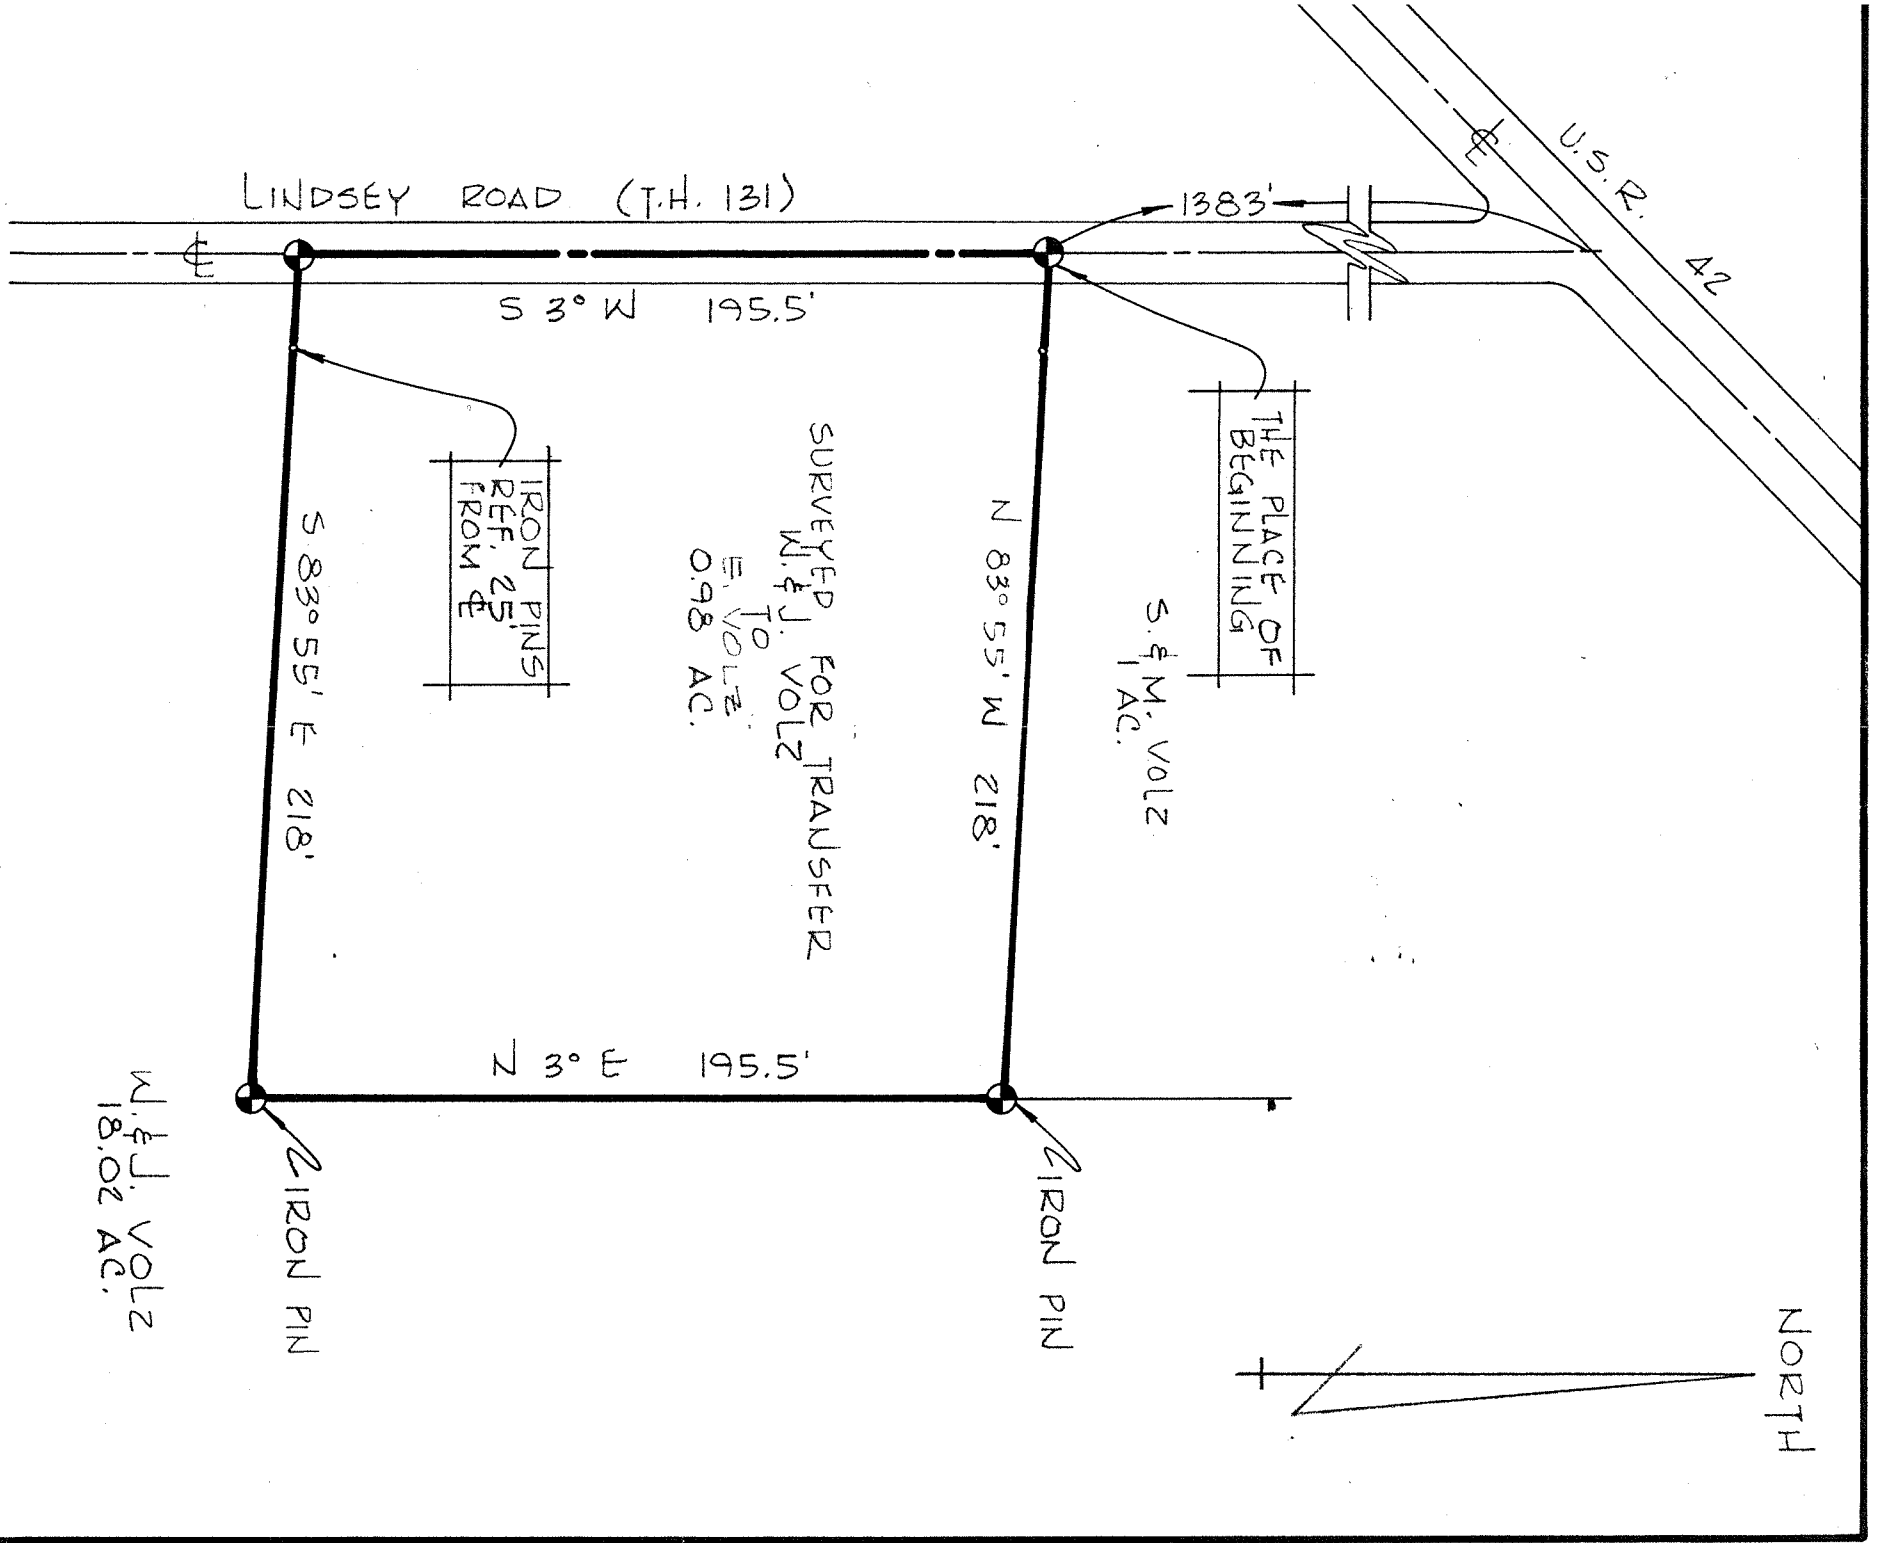 U.S.R. 42
LINDSEY ROAD (T.H. 131)
1383'
℄
℄
S 3° W 195.5'
THE PLACE OF
BEGINNING
IRON PINS
REF. 25'
FROM ℄
S. & M. VOLZ
1 AC.
N 83° 55' W 218'
SURVEYED FOR TRANSFER
W. & J. VOLZ
TO
E. VOLZ
0.98 AC.
S 83° 55' E 218'
N 3° E 195.5'
IRON PIN
IRON PIN
W. & J. VOLZ
18.02 AC.
NORTH